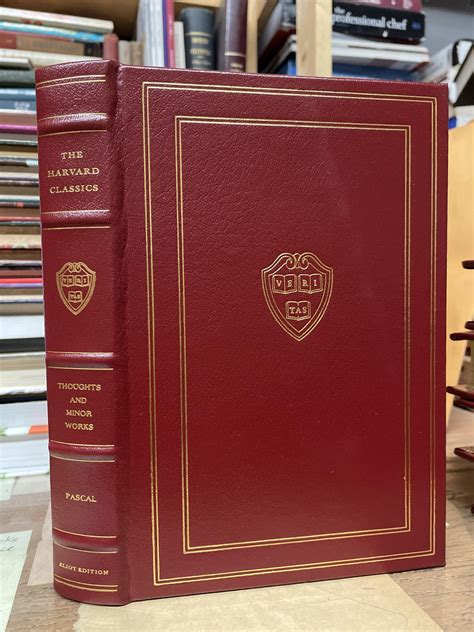 the
professional chef
THE
HARVARD
CLASSICS
VE RI
TAS
THOUGHTS
AND
MINOR
WORKS
PASCAL
ELIOT EDITION
VE RI
TAS